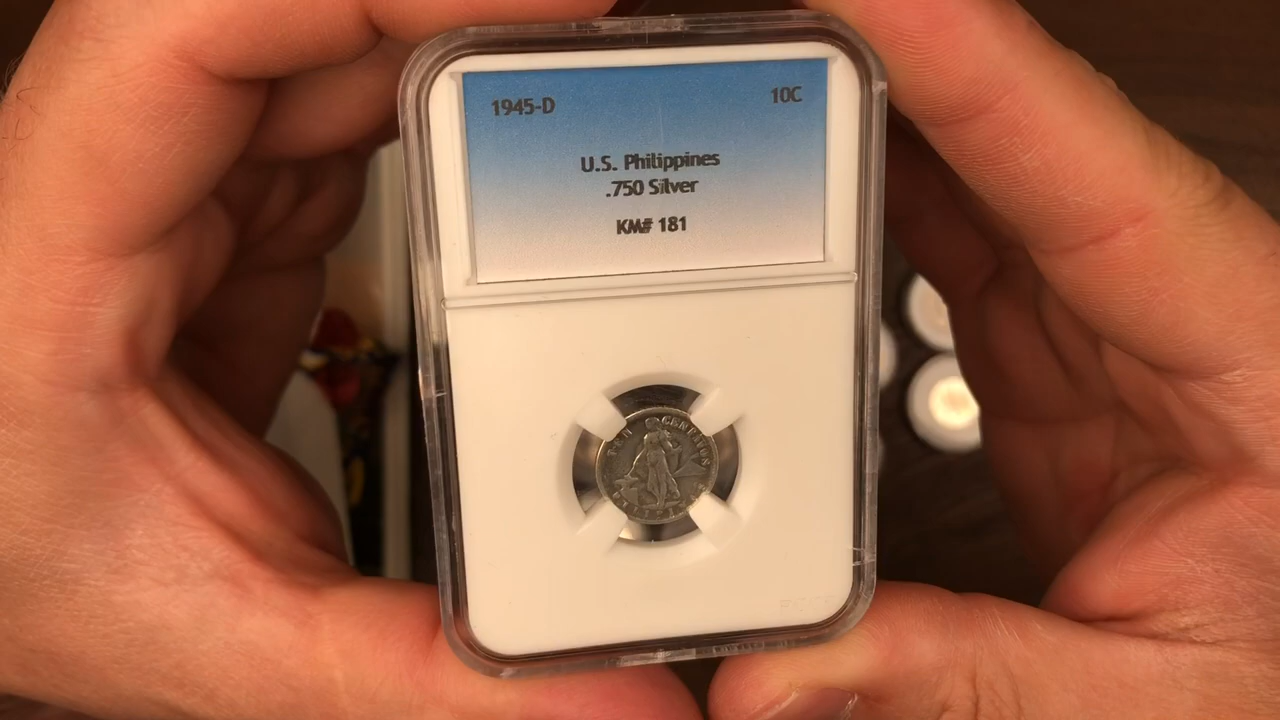 1945-D 10C
U.S. Philippines
.750 Silver
KM# 181
TEN CENTAVOS
FILIPINAS